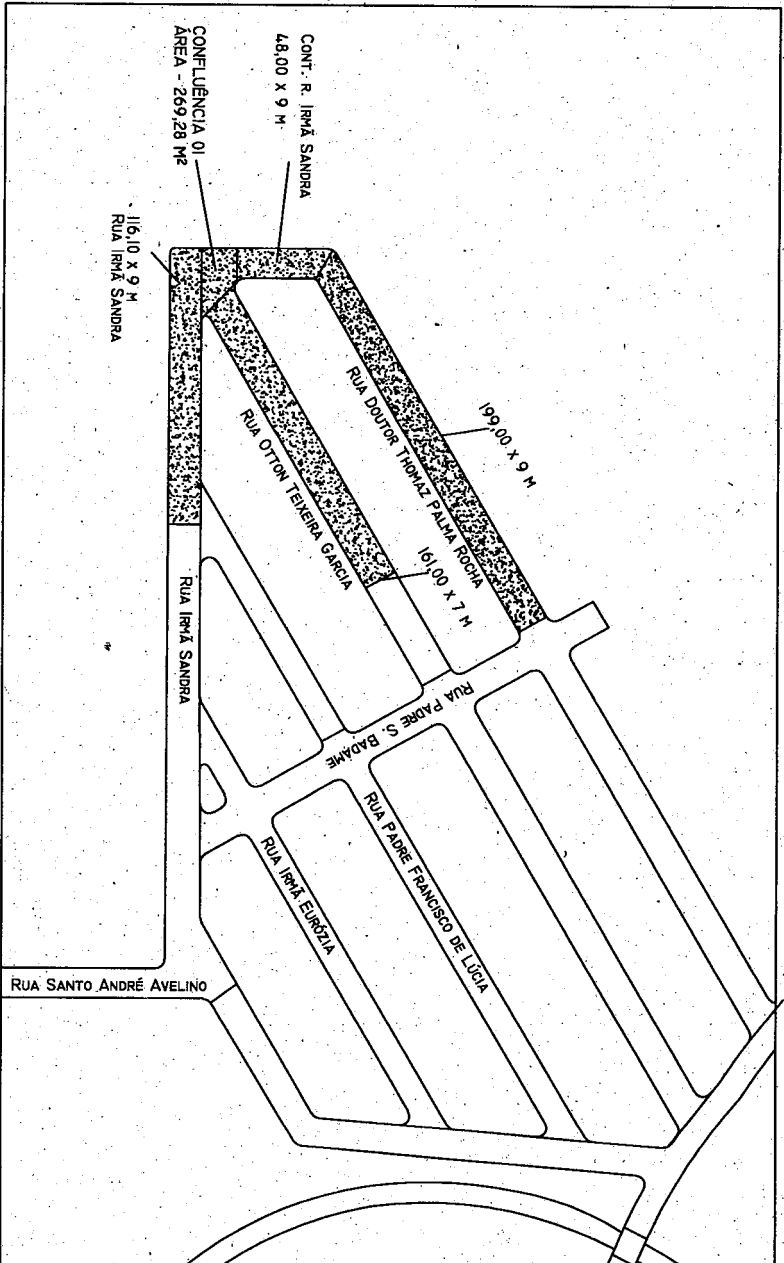 CONT. R. IRMÃ SANDRA
48,00 X 9 M
CONFLUÊNCIA 01
ÁREA - 269,28 M²
116,10 X 9 M
RUA IRMÃ SANDRA
199,00 X 9 M
RUA DOUTOR THOMAZ PALMA ROCHA
161,00 X 7 M
RUA OTTON TEIXEIRA GARCIA
RUA IRMÃ SANDRA
RUA PADRE S. BADAME
RUA PADRE FRANCISCO DE LÚCIA
RUA IRMÃ EURÓZIA
RUA SANTO ANDRÉ AVELINO